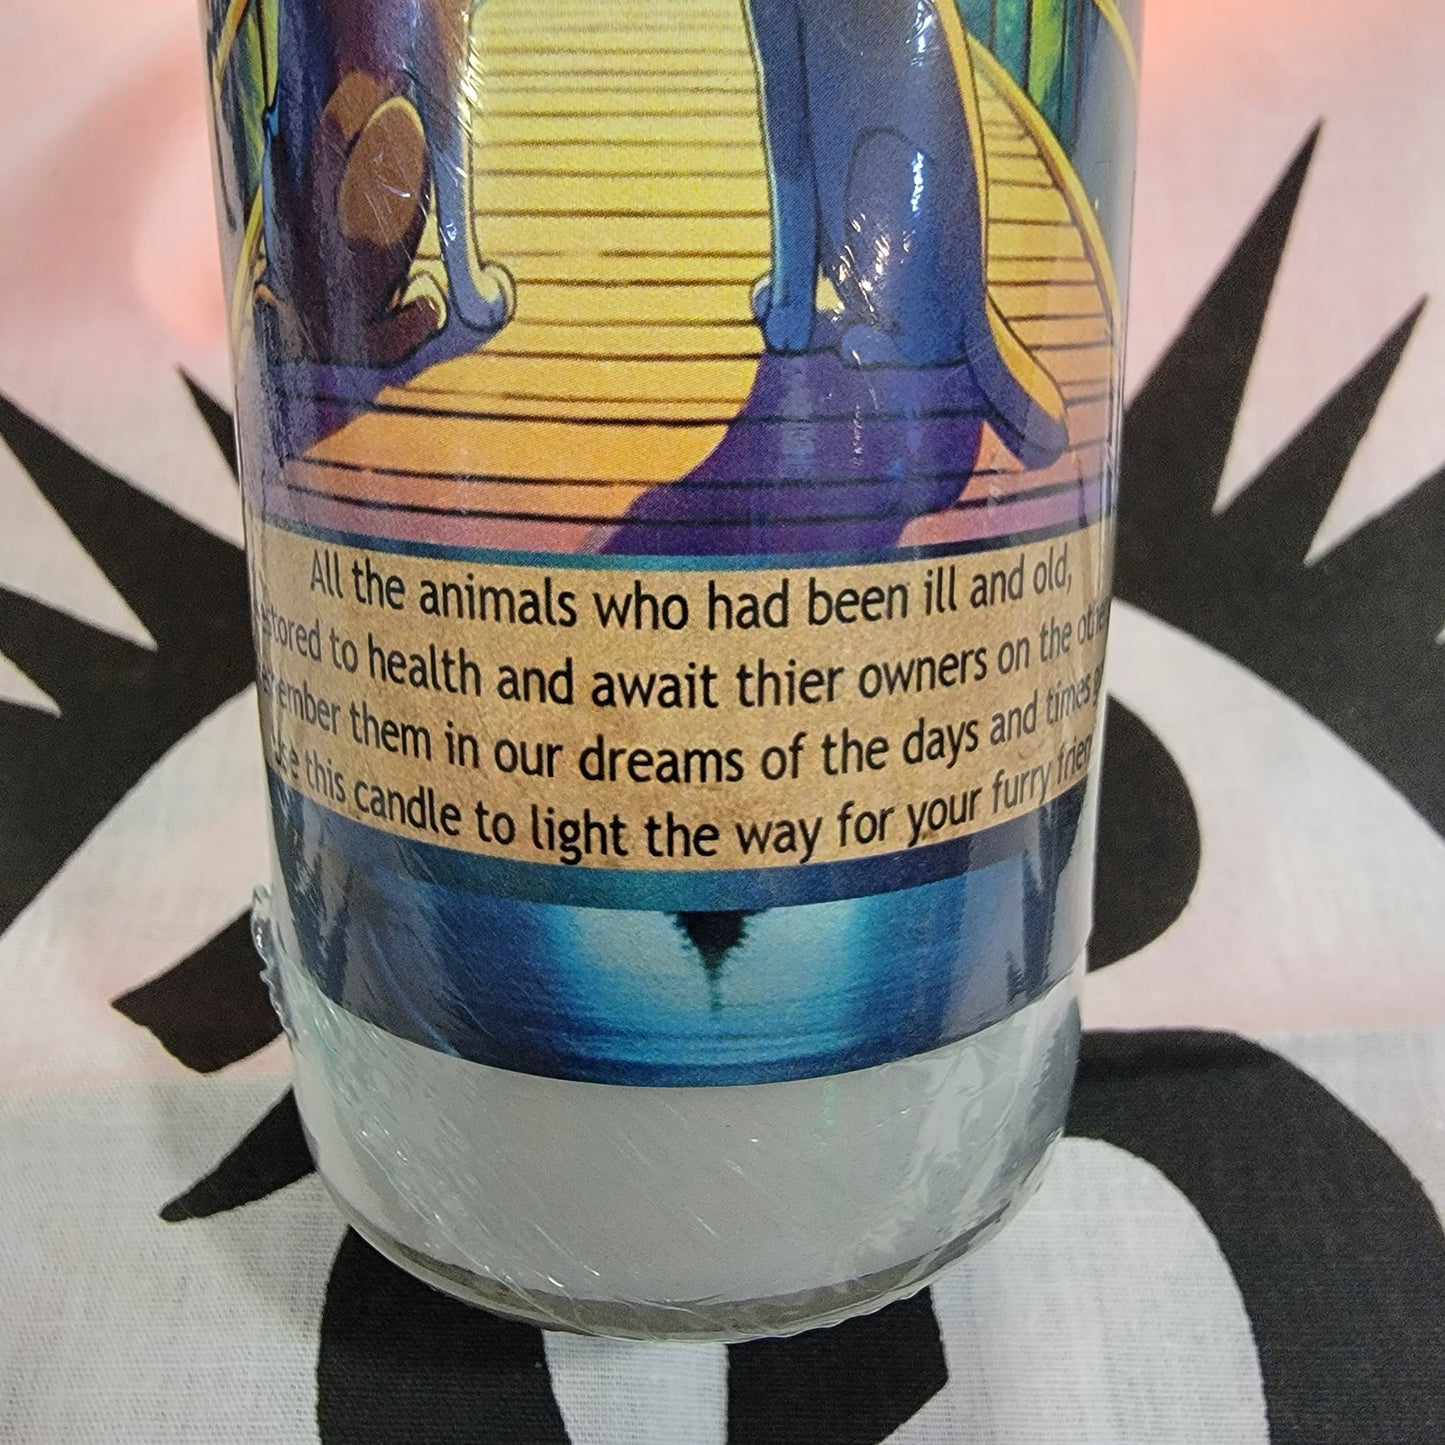 All the animals who had been ill and old,
to health and await thier owners on the
them in our dreams of the days and times
this candle to light the way for your furry